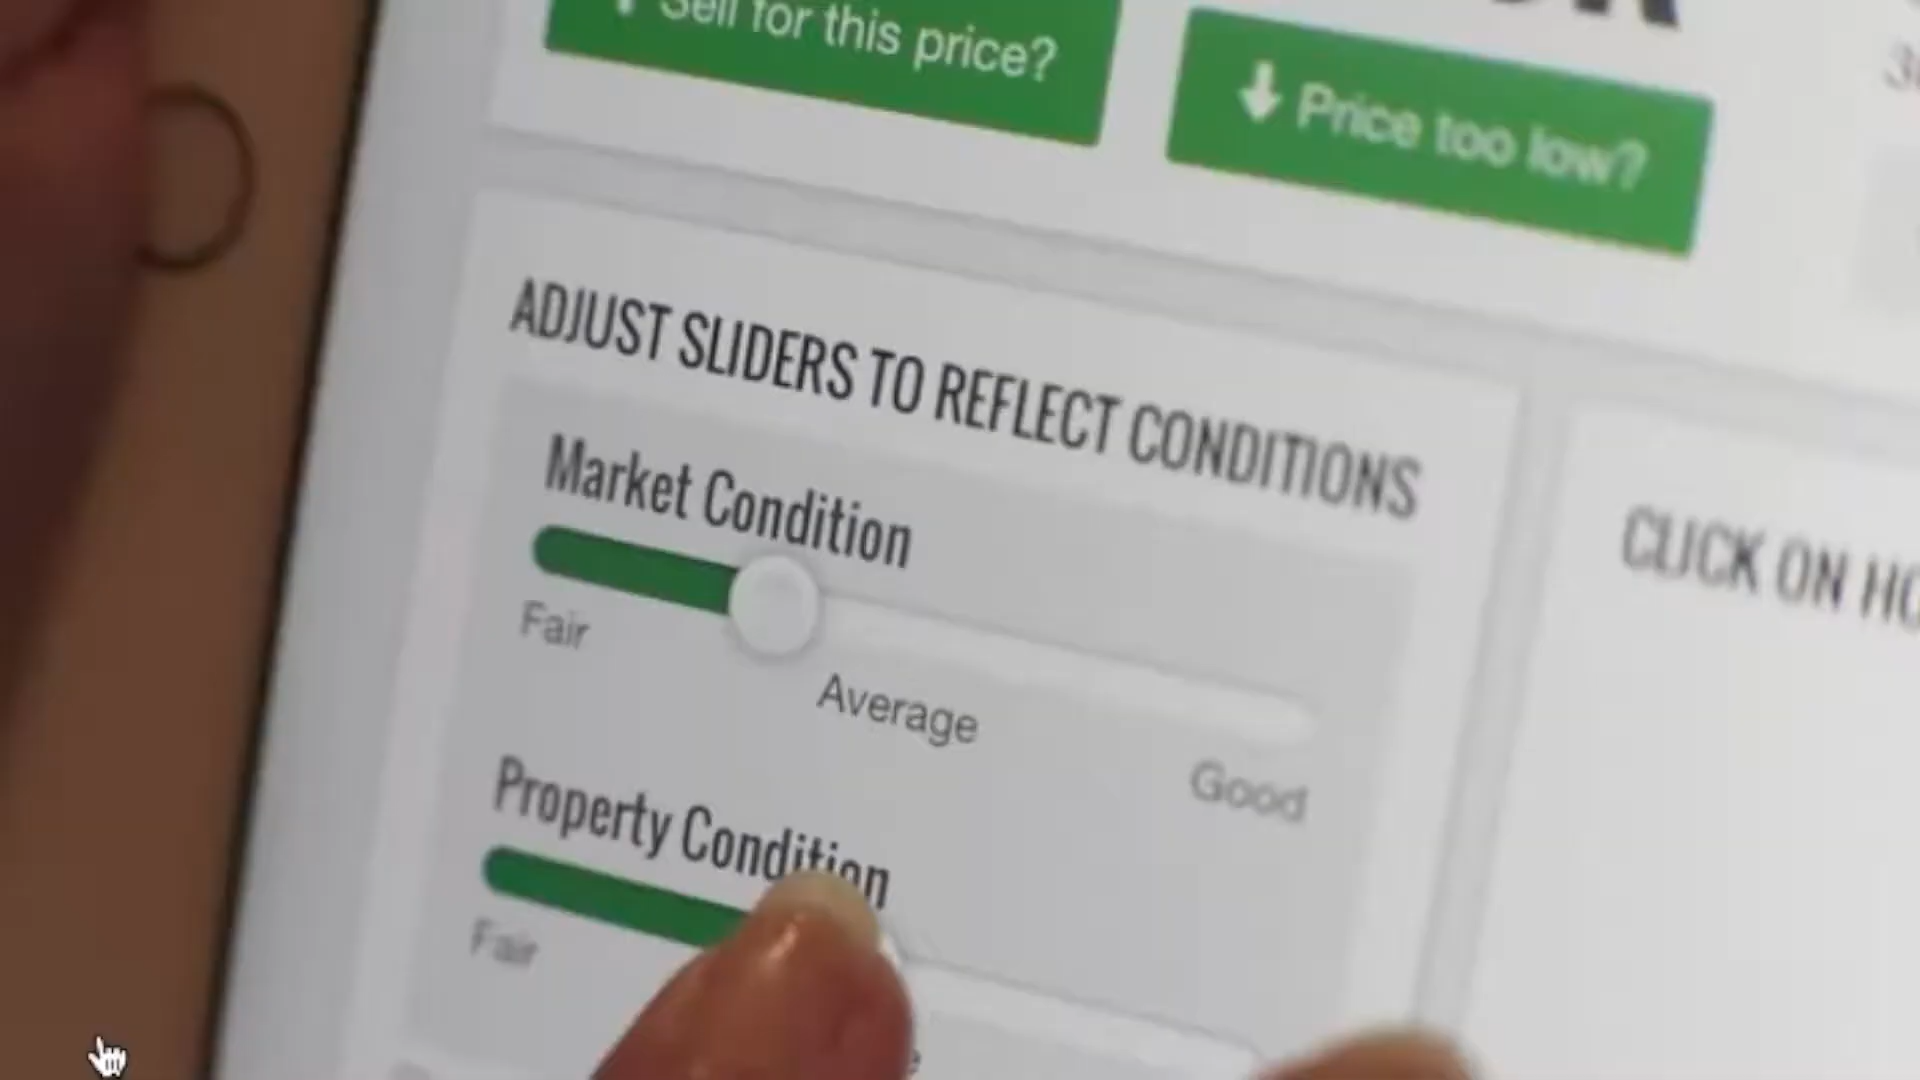 Sell for this price?
Price too low?
ADJUST SLIDERS TO REFLECT CONDITIONS
Market Condition
Fair
Average
Good
CLICK ON
Property Condition
Fair